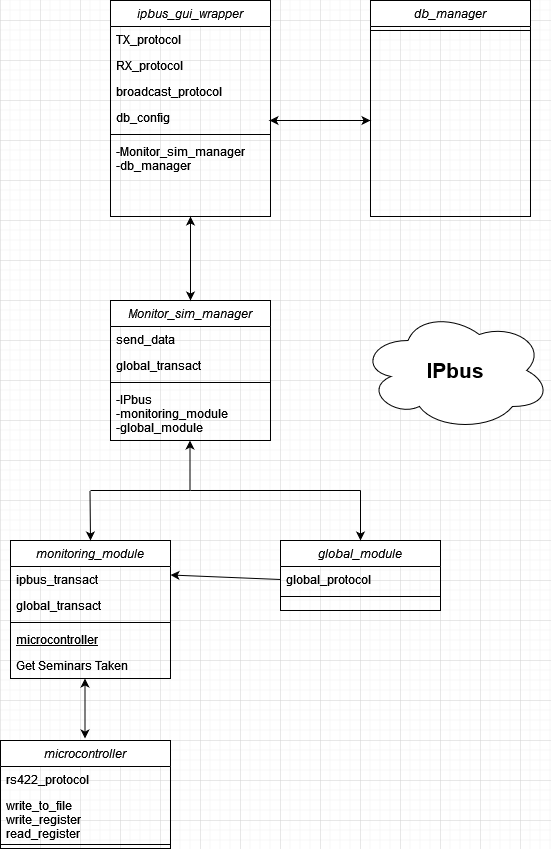 ipbus_gui_wrapper
TX_protocol
RX_protocol
broadcast_protocol
db_config
-Monitor_sim_manager
-db_manager
db_manager
Monitor_sim_manager
send_data
global_transact
-IPbus
-monitoring_module
-global_module
IPbus
monitoring_module
ipbus_transact
global_transact
microcontroller
Get Seminars Taken
global_module
global_protocol
microcontroller
rs422_protocol
write_to_file
write_register
read_register